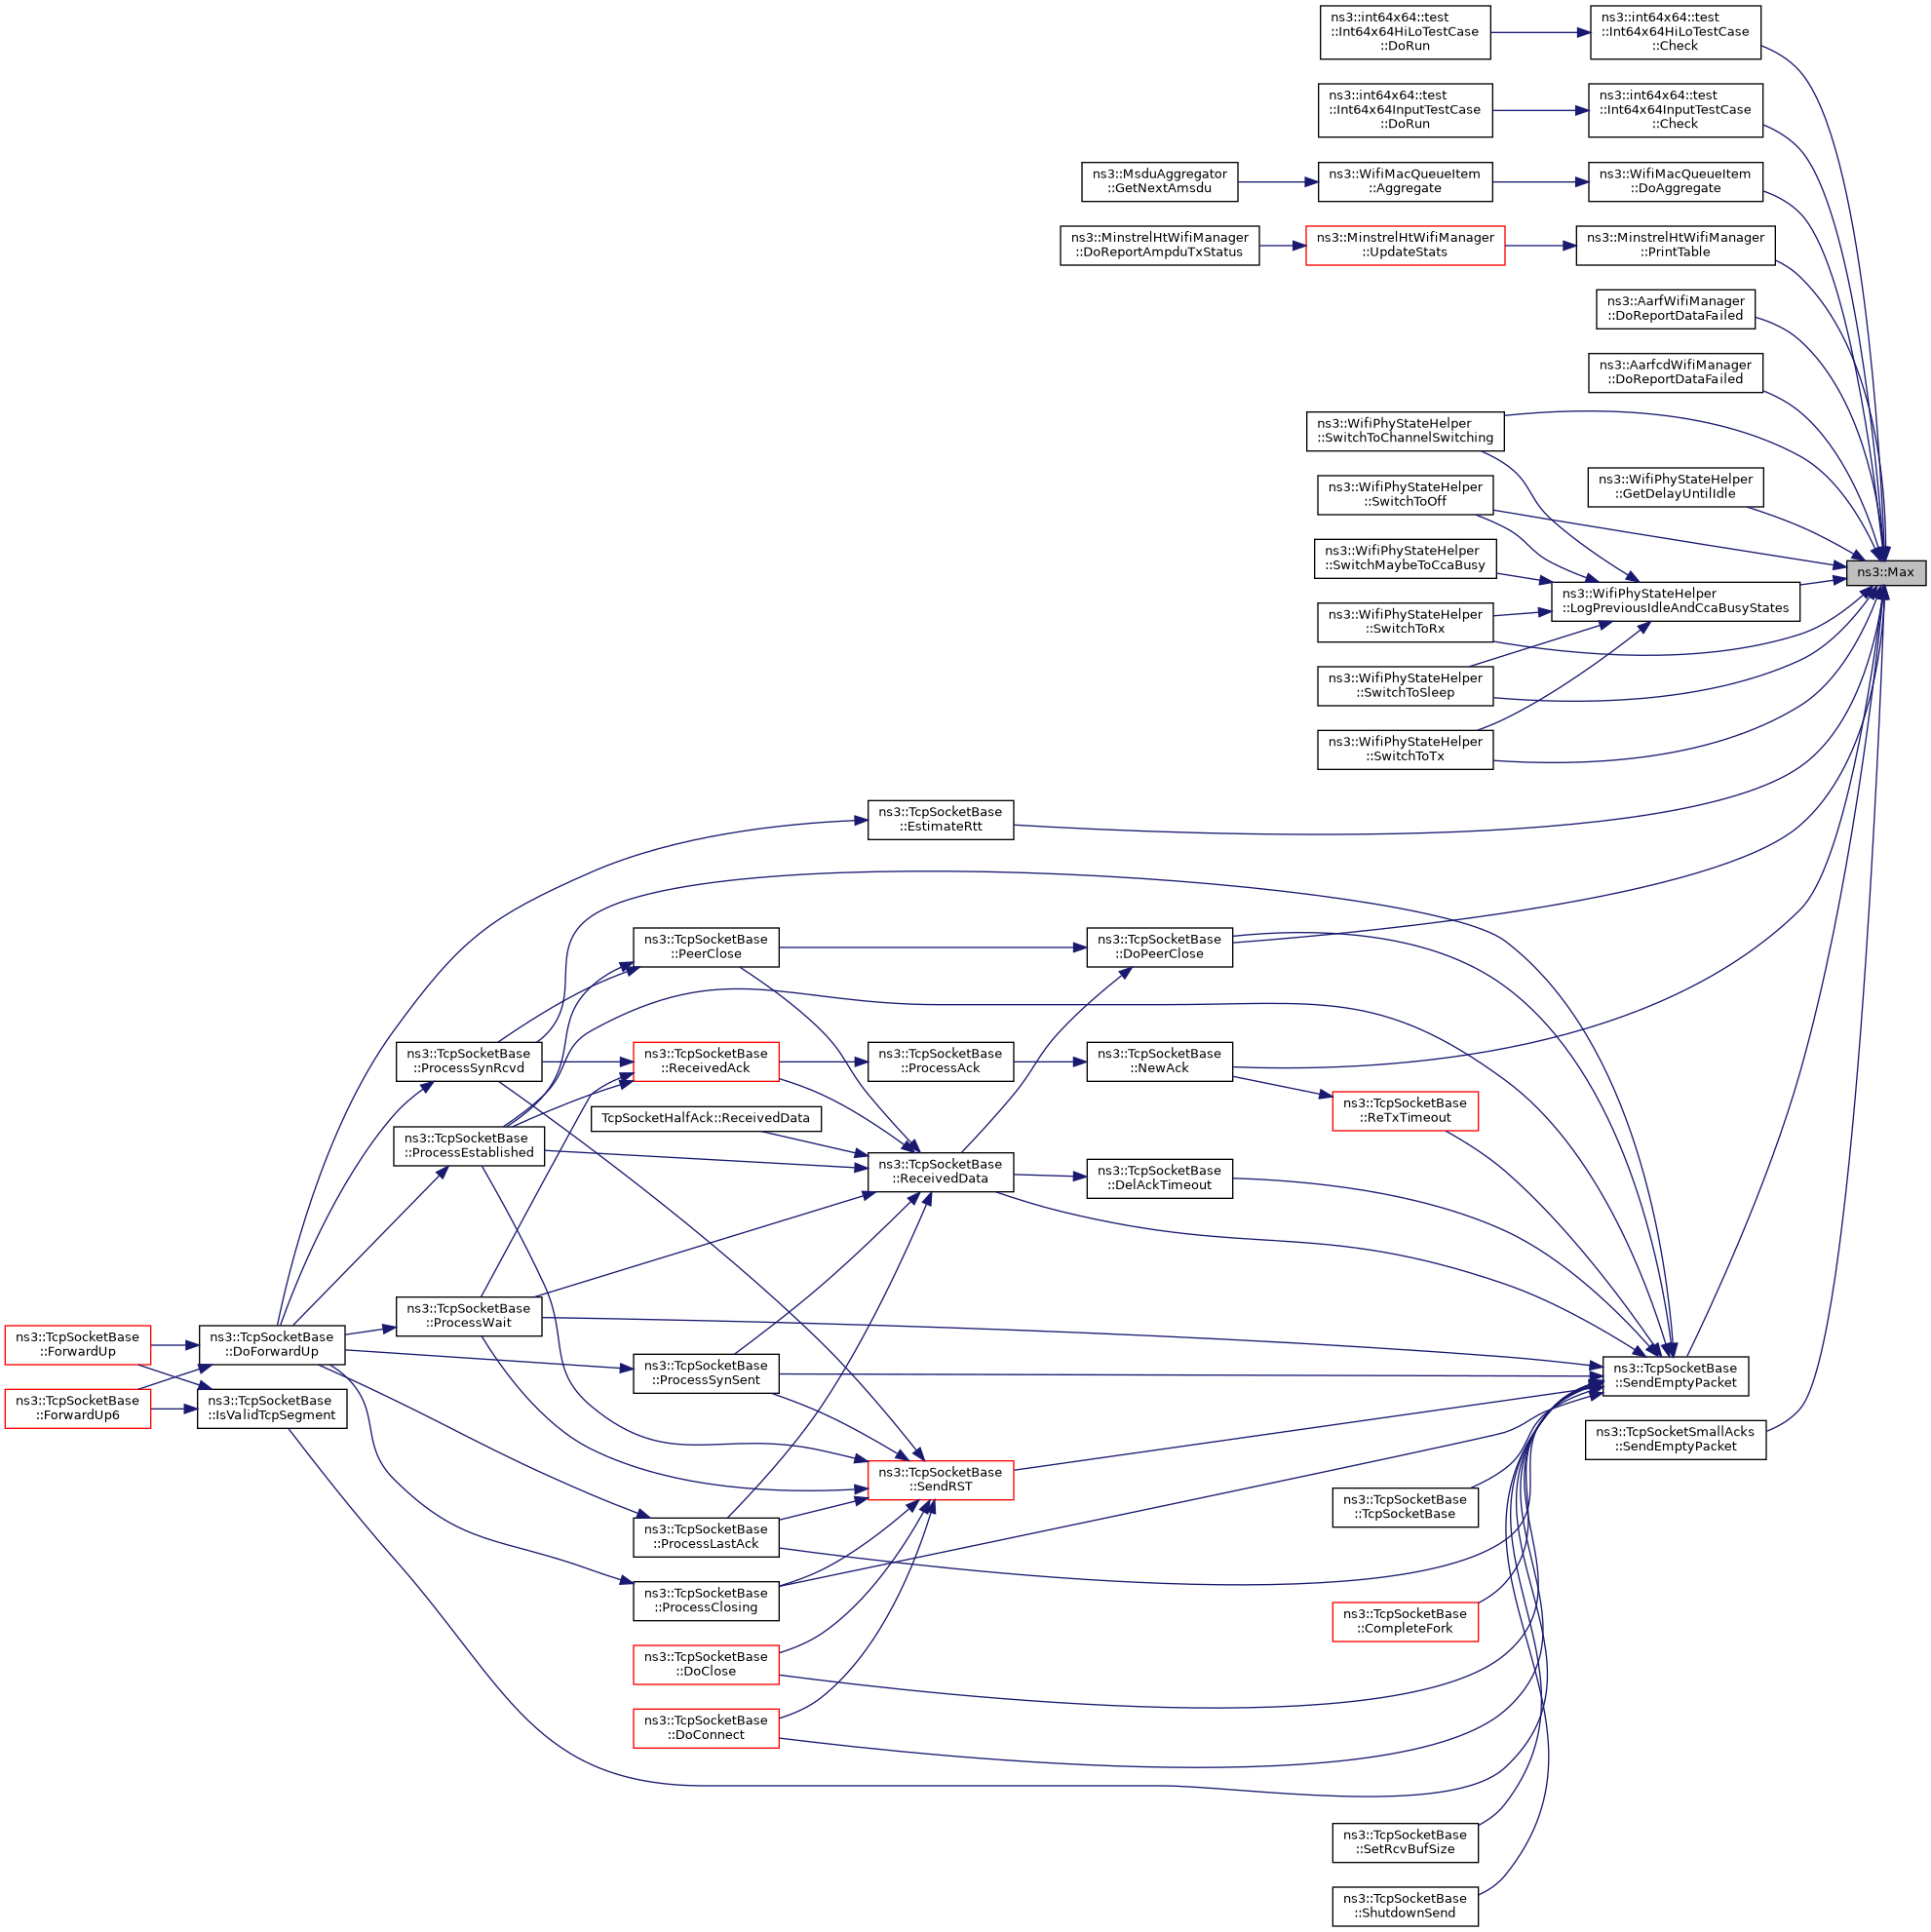 ns3::int64x64::test
::Int64x64HiLoTestCase
::DoRun
ns3::int64x64::test
::Int64x64HiLoTestCase
::Check
ns3::int64x64::test
::Int64x64InputTestCase
::DoRun
ns3::int64x64::test
::Int64x64InputTestCase
::Check
ns3::MsduAggregator
::GetNextAmsdu
ns3::WifiMacQueueItem
::Aggregate
ns3::WifiMacQueueItem
::DoAggregate
ns3::MinstrelHtWifiManager
::DoReportAmpduTxStatus
ns3::MinstrelHtWifiManager
::UpdateStats
ns3::MinstrelHtWifiManager
::PrintTable
ns3::AarfWifiManager
::DoReportDataFailed
ns3::AarfcdWifiManager
::DoReportDataFailed
ns3::WifiPhyStateHelper
::SwitchToChannelSwitching
ns3::WifiPhyStateHelper
::GetDelayUntilIdle
ns3::WifiPhyStateHelper
::SwitchToOff
ns3::WifiPhyStateHelper
::SwitchMaybeToCcaBusy
ns3::Max
ns3::WifiPhyStateHelper
::LogPreviousIdleAndCcaBusyStates
ns3::WifiPhyStateHelper
::SwitchToRx
ns3::WifiPhyStateHelper
::SwitchToSleep
ns3::WifiPhyStateHelper
::SwitchToTx
ns3::TcpSocketBase
::EstimateRtt
ns3::TcpSocketBase
::PeerClose
ns3::TcpSocketBase
::DoPeerClose
ns3::TcpSocketBase
::ProcessSynRcvd
ns3::TcpSocketBase
::ReceivedAck
ns3::TcpSocketBase
::ProcessAck
ns3::TcpSocketBase
::NewAck
ns3::TcpSocketBase
::ReTxTimeout
TcpSocketHalfAck::ReceivedData
ns3::TcpSocketBase
::ProcessEstablished
ns3::TcpSocketBase
::ReceivedData
ns3::TcpSocketBase
::DelAckTimeout
ns3::TcpSocketBase
::ProcessWait
ns3::TcpSocketBase
::ForwardUp
ns3::TcpSocketBase
::DoForwardUp
ns3::TcpSocketBase
::ProcessSynSent
ns3::TcpSocketBase
::SendEmptyPacket
ns3::TcpSocketBase
::ForwardUp6
ns3::TcpSocketBase
::IsValidTcpSegment
ns3::TcpSocketSmallAcks
::SendEmptyPacket
ns3::TcpSocketBase
::SendRST
ns3::TcpSocketBase
::TcpSocketBase
ns3::TcpSocketBase
::ProcessLastAck
ns3::TcpSocketBase
::ProcessClosing
ns3::TcpSocketBase
::CompleteFork
ns3::TcpSocketBase
::DoClose
ns3::TcpSocketBase
::DoConnect
ns3::TcpSocketBase
::SetRcvBufSize
ns3::TcpSocketBase
::ShutdownSend